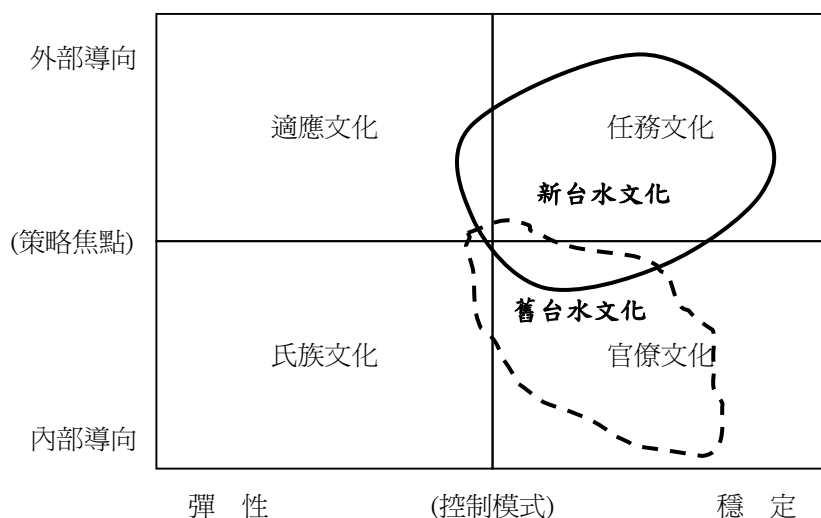 外部導向
適應文化
任務文化
新台水文化
(策略焦點)
舊台水文化
氏族文化
官僚文化
內部導向
彈 性
(控制模式)
穩 定